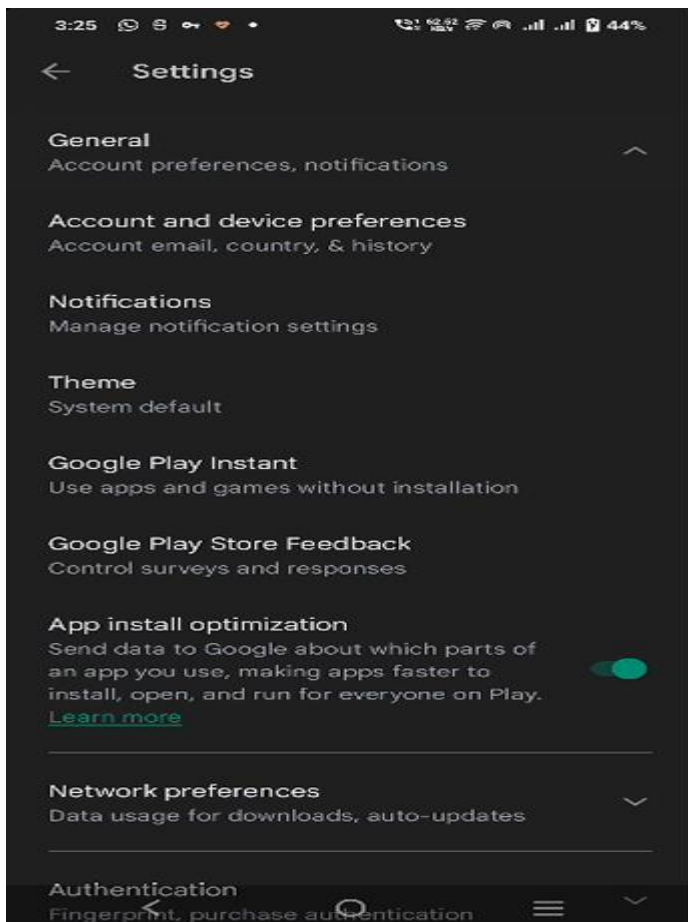 3:25 44%
Settings
General
Account preferences, notifications
Account and device preferences
Account email, country, & history
Notifications
Manage notification settings
Theme
System default
Google Play Instant
Use apps and games without installation
Google Play Store Feedback
Control surveys and responses
App install optimization
Send data to Google about which parts of
an app you use, making apps faster to
install, open, and run for everyone on Play.
Learn more
Network preferences
Data usage for downloads, auto-updates
Authentication
Fingerprint, purchase authentication